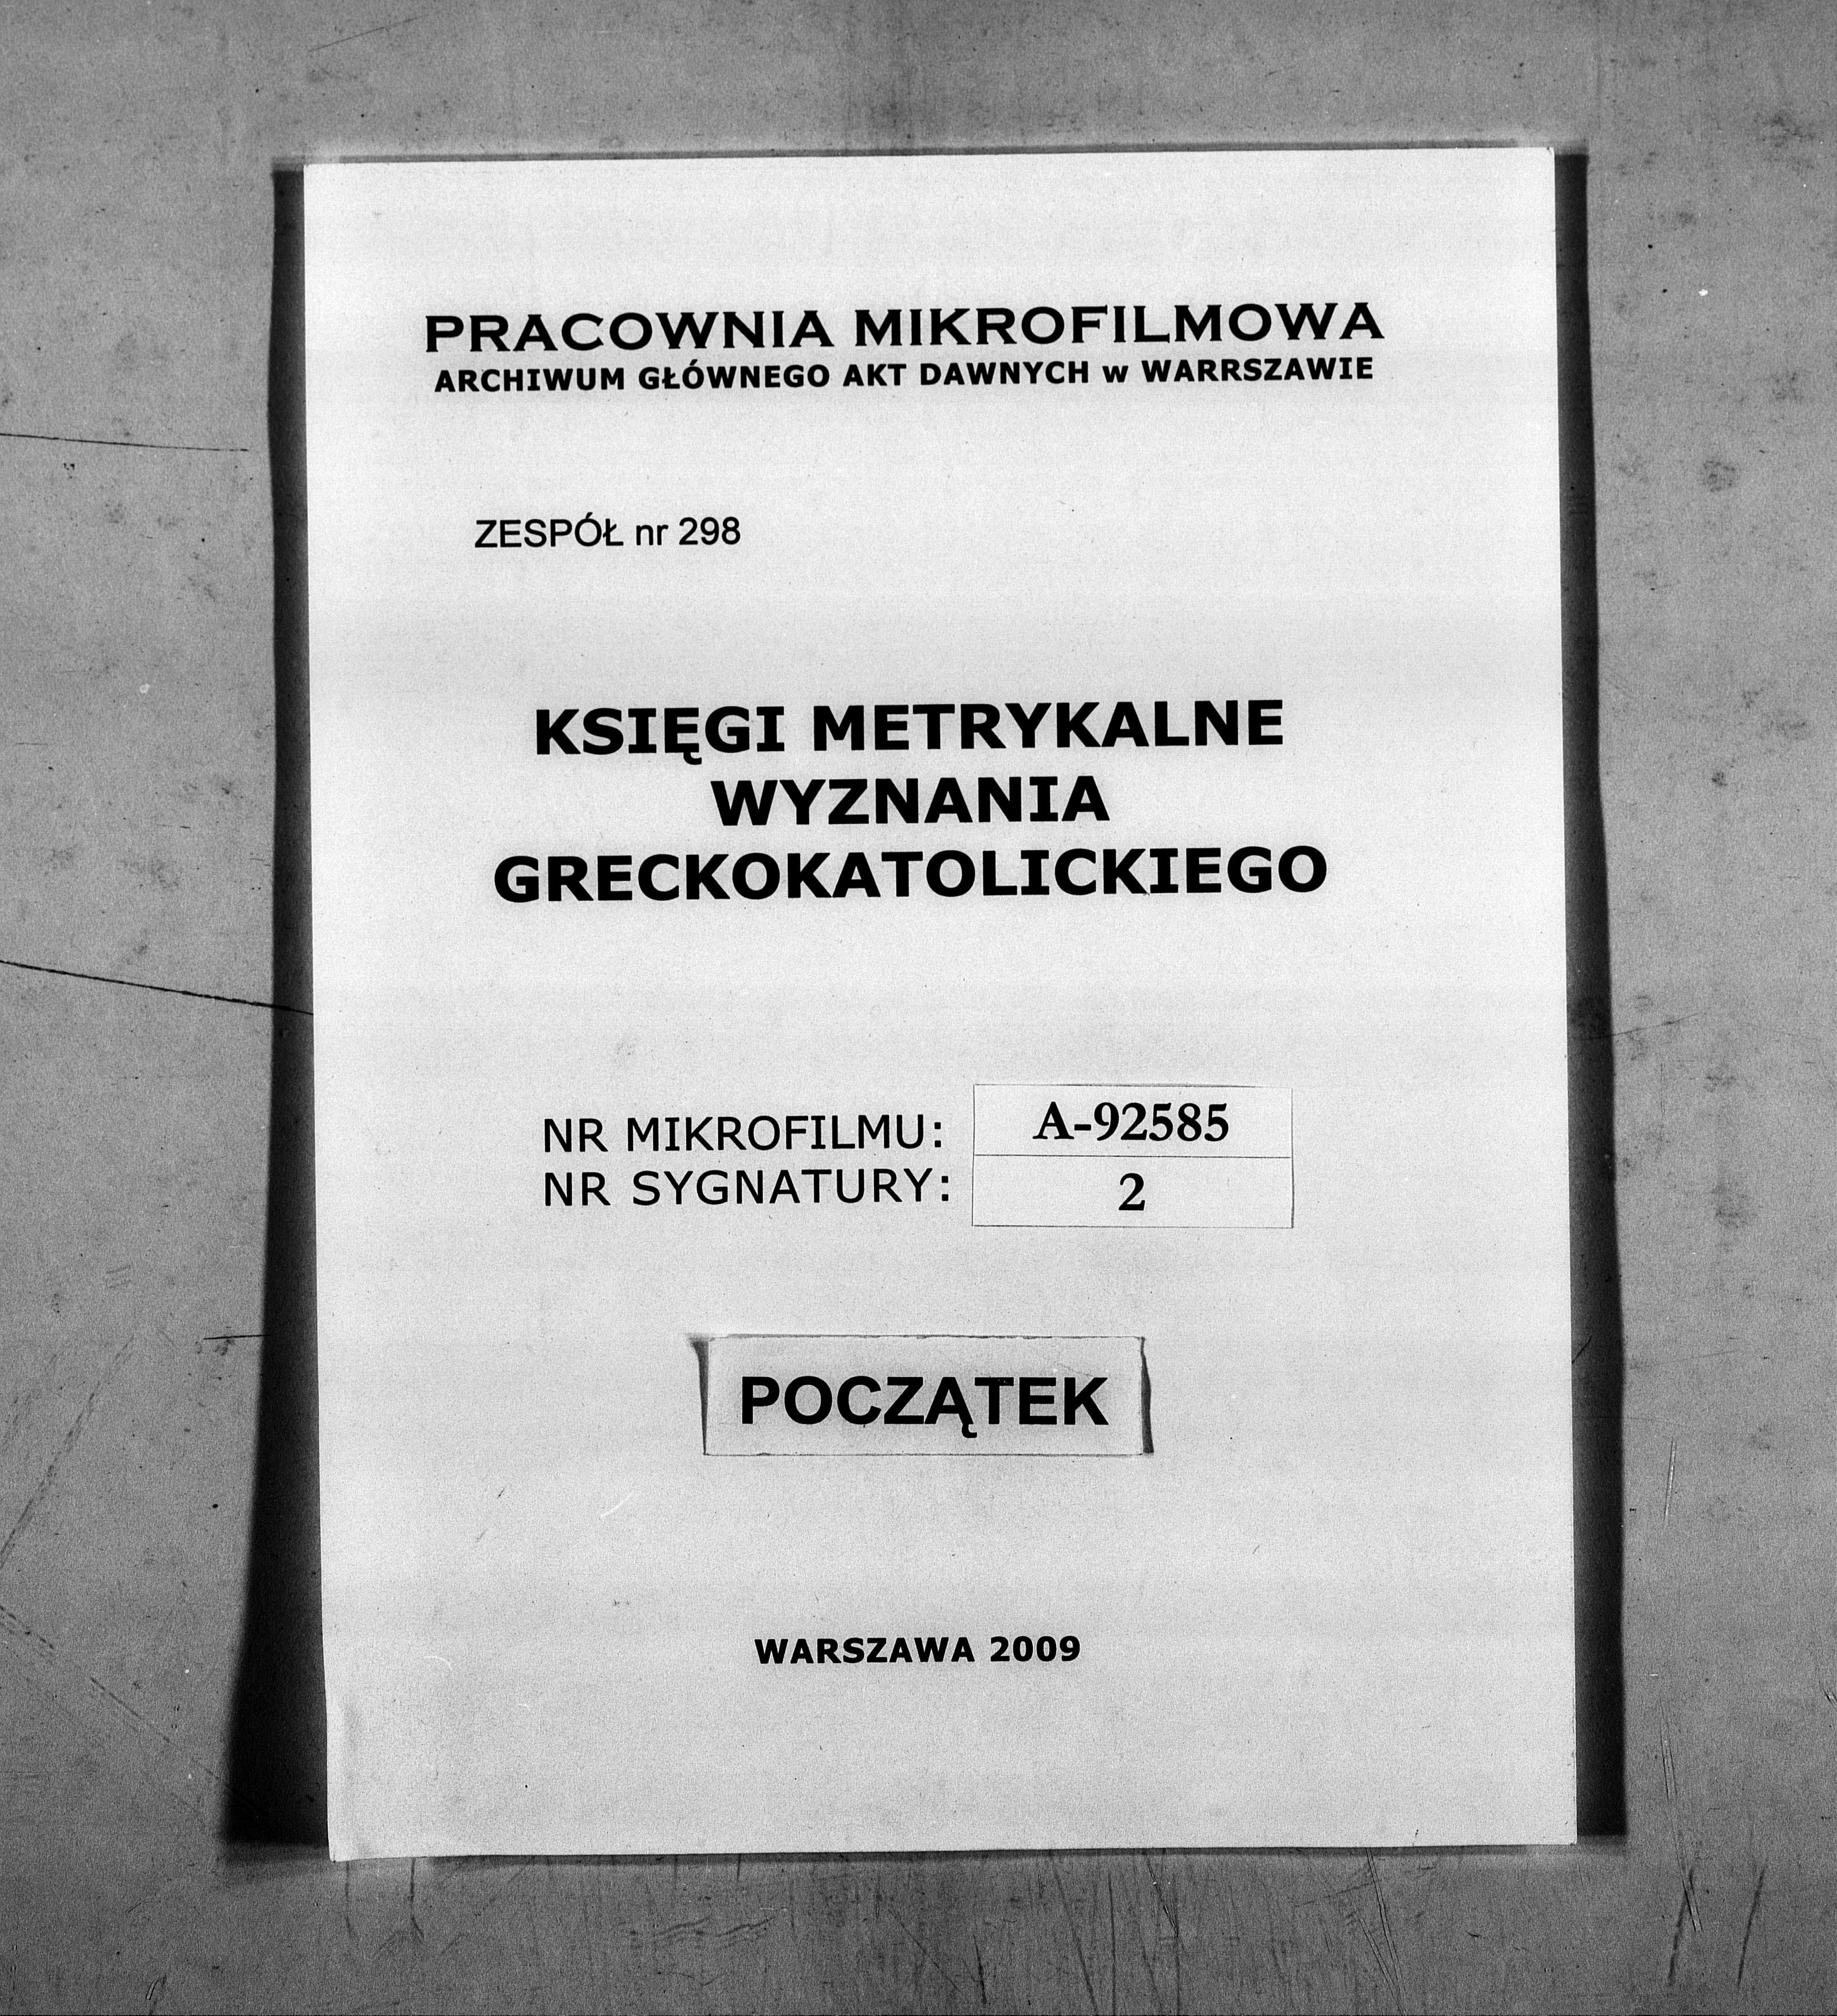 PRACOWNIA MIKROFILMOWA
ARCHIWUM GŁÓWNEGO AKT DAWNYCH w WARRSZAWIE
ZESPÓŁ nr 298
KSIĘGI METRYKALNE
WYZNANIA
GRECKOKATOLICKIEGO
NR MIKROFILMU: A-92585
NR SYGNATURY: 2
POCZĄTEK
WARSZAWA 2009